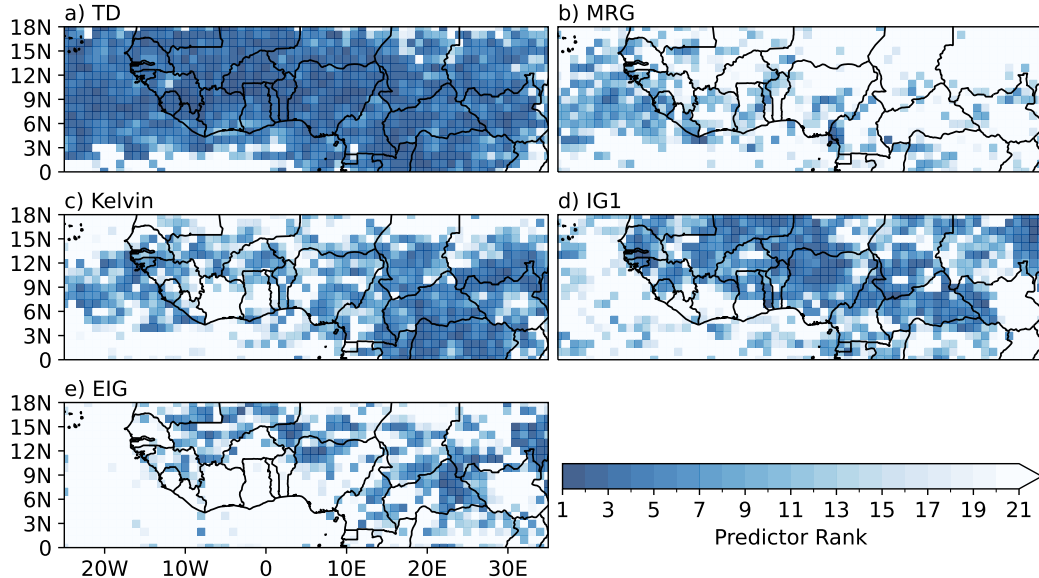 a) TD
b) MRG
18N
15N
12N
9N
6N
3N
0
c) Kelvin
d) IG1
18N
15N
12N
9N
6N
3N
0
e) EIG
18N
15N
12N
9N
6N
3N
0
20W 10W 0 10E 20E 30E
1 3 5 7 9 11 13 15 17 19 21
Predictor Rank